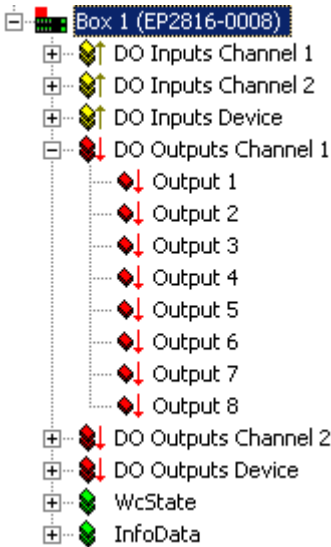 Box 1 (EP2816-0008)
DO Inputs Channel 1
DO Inputs Channel 2
DO Inputs Device
DO Outputs Channel 1
Output 1
Output 2
Output 3
Output 4
Output 5
Output 6
Output 7
Output 8
DO Outputs Channel 2
DO Outputs Device
WcState
InfoData